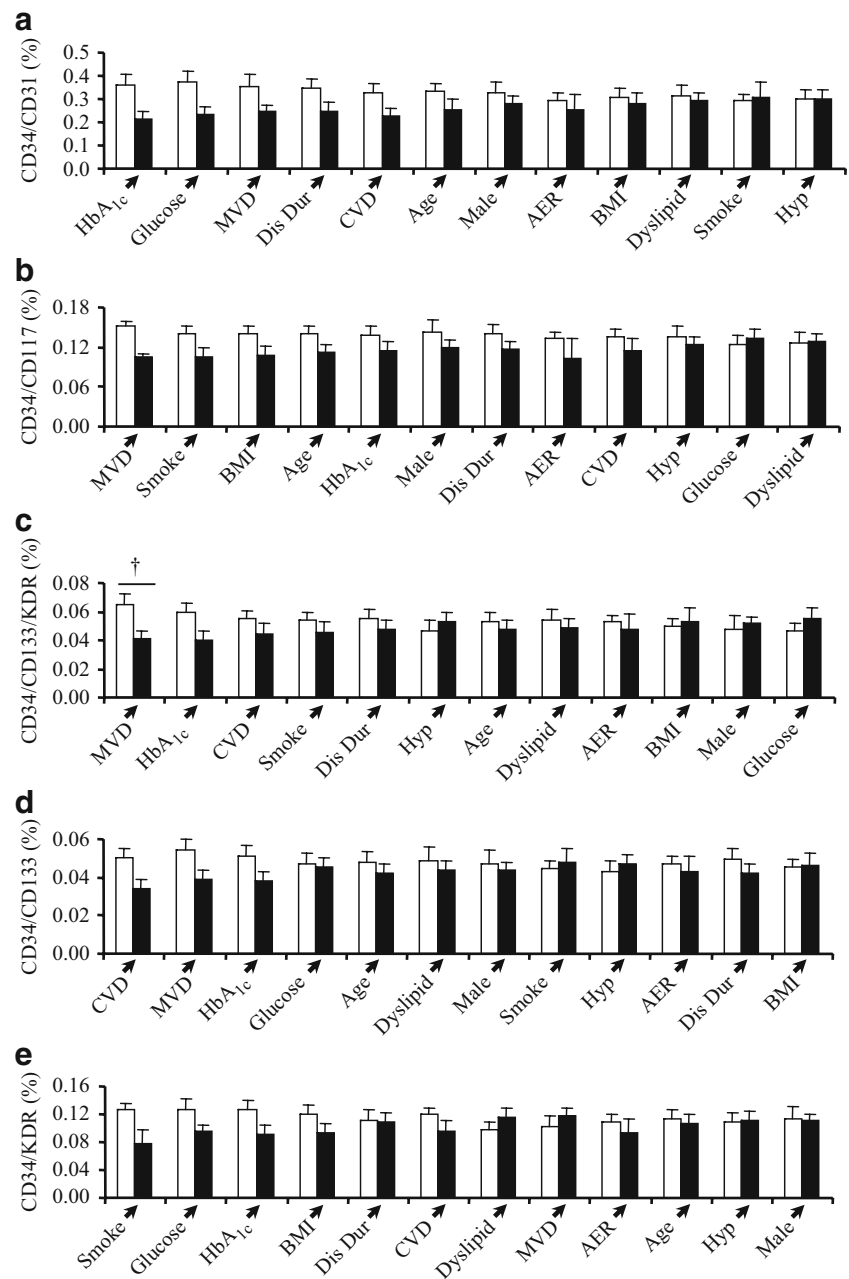 a
CD34/CD31 (%)
0.5
0.4
0.3
0.2
0.1
0.0
HbA1c
Glucose
MVD
Dis Dur
CVD
Age
Male
AER
BMI
Dyslipid
Smoke
Hyp
b
CD34/CD117 (%)
0.18
0.12
0.06
0.00
MVD
Smoke
BMI
Age
HbA1c
Male
Dis Dur
AER
CVD
Hyp
Glucose
Dyslipid
c
CD34/CD133/KDR (%)
†
0.08
0.06
0.04
0.02
0.00
MVD
HbA1c
CVD
Smoke
Dis Dur
Hyp
Age
Dyslipid
AER
BMI
Male
Glucose
d
CD34/CD133 (%)
0.06
0.04
0.02
0.00
CVD
MVD
HbA1c
Glucose
Age
Dyslipid
Male
Smoke
Hyp
AER
Dis Dur
BMI
e
CD34/KDR (%)
0.16
0.12
0.08
0.04
0.00
Smoke
Glucose
HbA1c
BMI
Dis Dur
CVD
Dyslipid
MVD
AER
Age
Hyp
Male